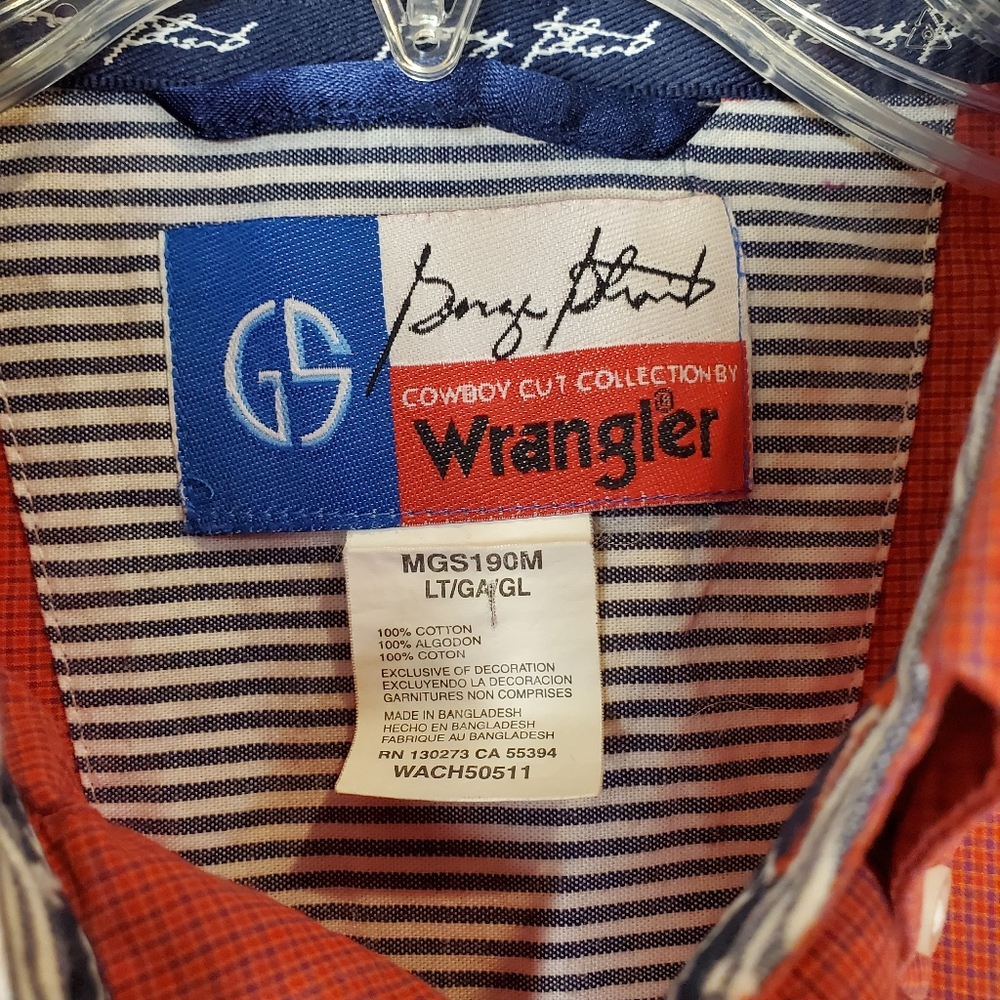 George Strait
GS
George Strait
COWBOY CUT COLLECTION BY
Wrangler®
MGS190M
LT/GA/GL
100% COTTON
100% ALGODON
100% COTON
EXCLUSIVE OF DECORATION
EXCLUYENDO LA DECORACION
GARNITURES NON COMPRISES
MADE IN BANGLADESH
HECHO EN BANGLADESH
FABRIQUE AU BANGLADESH
RN 130273 CA 55394
WACH50511